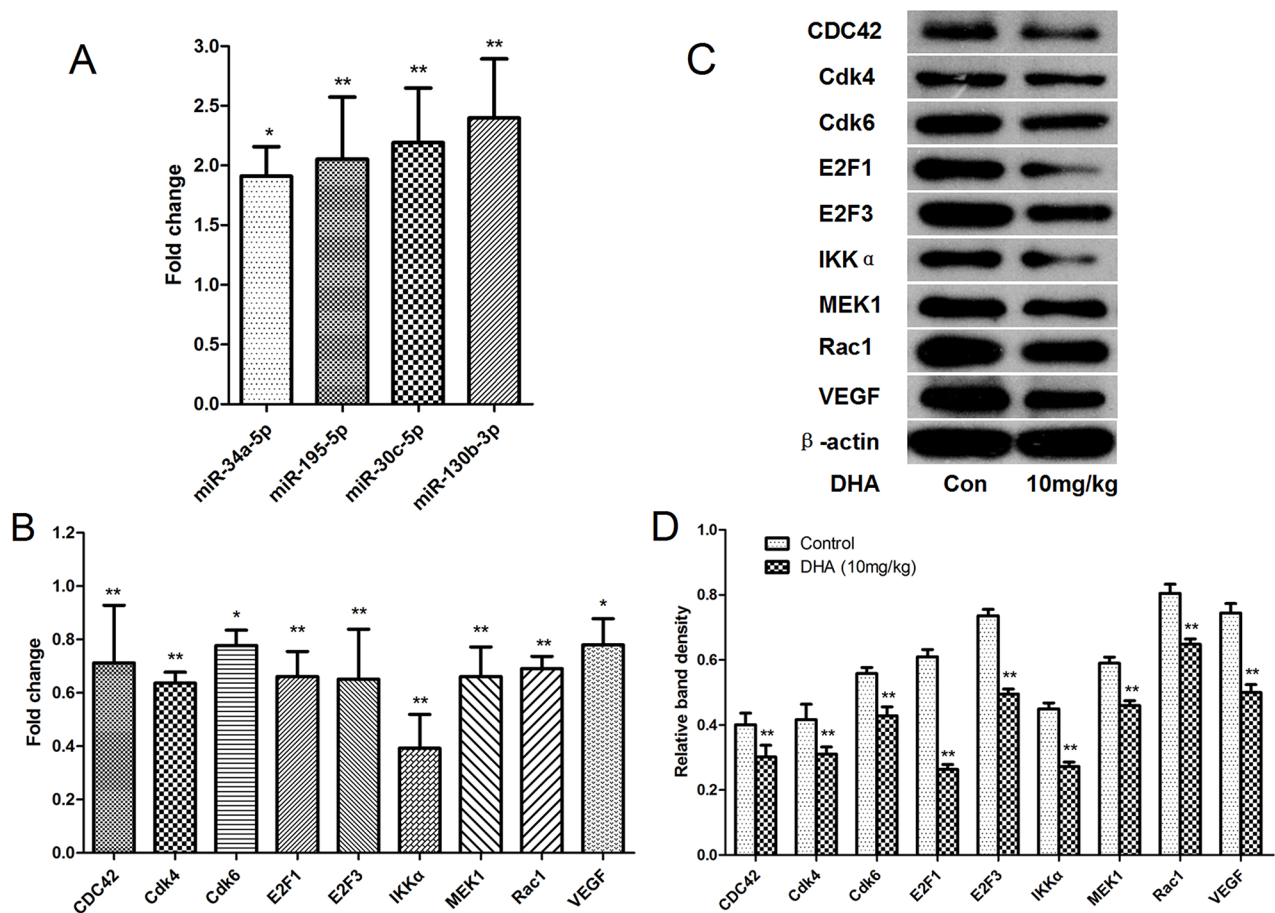 A
3.0
2.5
2.0
1.5
1.0
0.5
0.0
Fold change
*
**
**
**
miR-34a-5p
miR-195-5p
miR-30c-5p
miR-130b-3p
C
CDC42
Cdk4
Cdk6
E2F1
E2F3
IKK α
MEK1
Rac1
VEGF
β -actin
DHA Con 10mg/kg
B
1.2
1.0
0.8
0.6
0.4
0.2
0.0
Fold change
**
**
*
**
**
**
**
**
*
CDC42
Cdk4
Cdk6
E2F1
E2F3
IKKα
MEK1
Rac1
VEGF
D
1.0
0.8
0.6
0.4
0.2
0.0
Relative band density
Control
DHA (10mg/kg)
**
**
**
**
**
**
**
**
**
CDC42
Cdk4
Cdk6
E2F1
E2F3
IKKα
MEK1
Rac1
VEGF